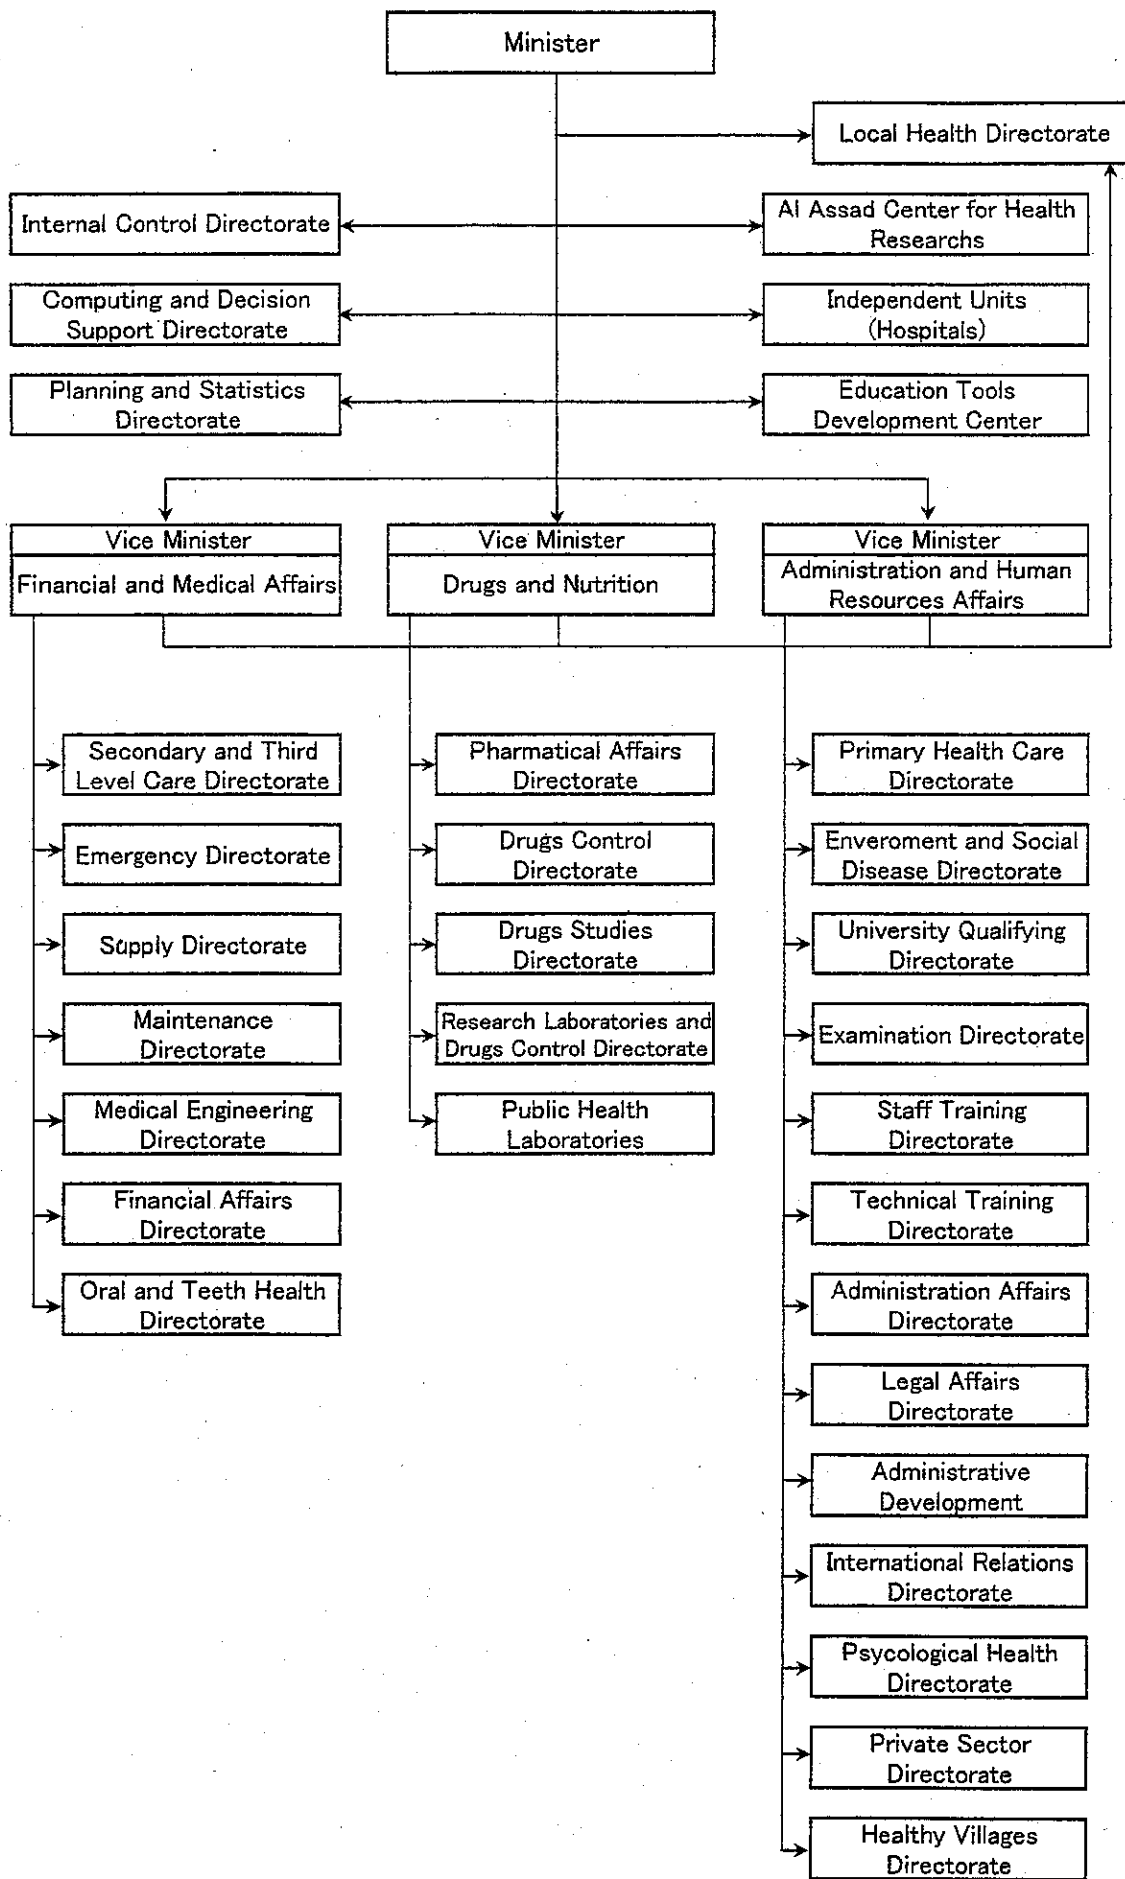 Minister
Local Health Directorate
Internal Control Directorate
Al Assad Center for Health
Researchs
Computing and Decision
Support Directorate
Independent Units
(Hospitals)
Planning and Statistics
Directorate
Education Tools
Development Center
Vice Minister
Financial and Medical Affairs
Vice Minister
Drugs and Nutrition
Vice Minister
Administration and Human
Resources Affairs
Secondary and Third
Level Care Directorate
Emergency Directorate
Supply Directorate
Maintenance
Directorate
Medical Engineering
Directorate
Financial Affairs
Directorate
Oral and Teeth Health
Directorate
Pharmatical Affairs
Directorate
Drugs Control
Directorate
Drugs Studies
Directorate
Research Laboratories and
Drugs Control Directorate
Public Health
Laboratories
Primary Health Care
Directorate
Enveroment and Social
Disease Directorate
University Qualifying
Directorate
Examination Directorate
Staff Training
Directorate
Technical Training
Directorate
Administration Affairs
Directorate
Legal Affairs
Directorate
Administrative
Development
International Relations
Directorate
Psycological Health
Directorate
Private Sector
Directorate
Healthy Villages
Directorate